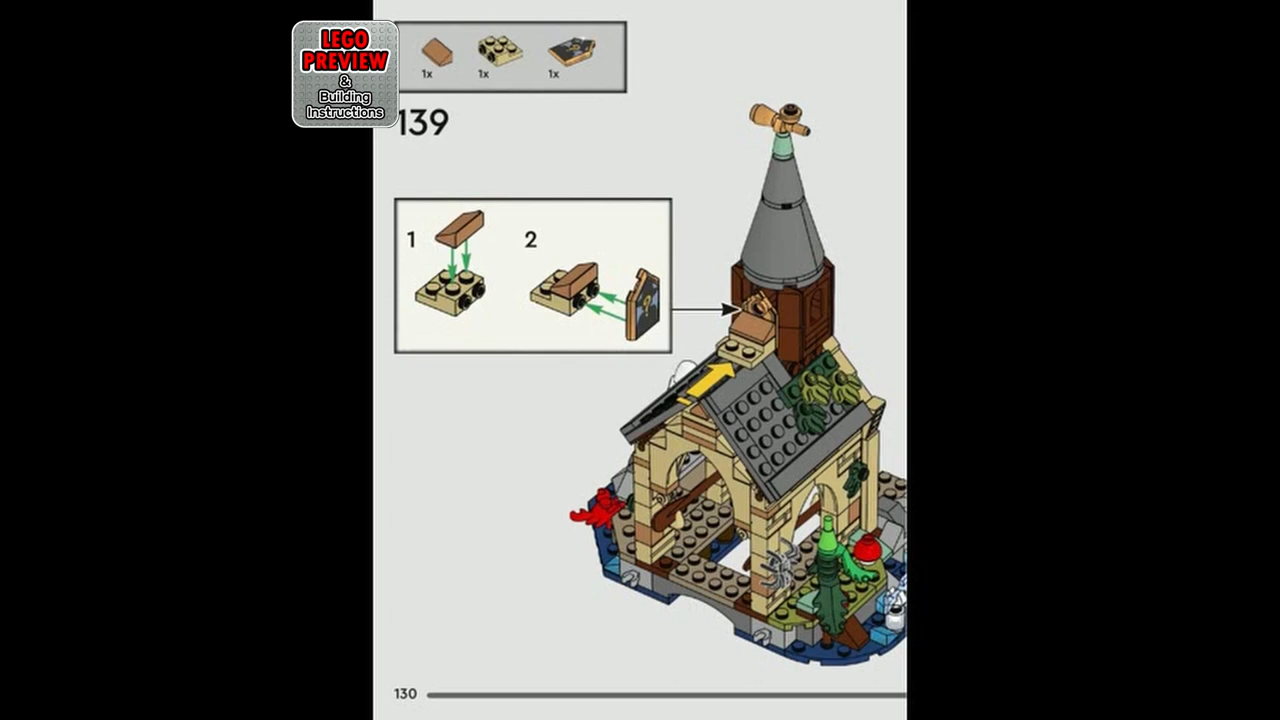 LEGO
PREVIEW
&
Building
Instructions
1x 1x 1x
139
1 2
130